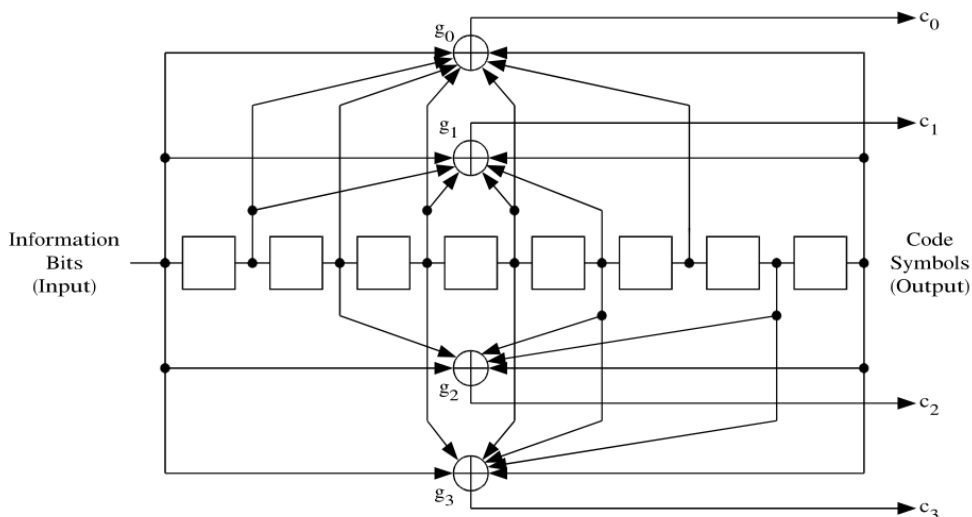 g0
c0
g1
c1
Information
Bits
(Input)
Code
Symbols
(Output)
g2
c2
g3
c3